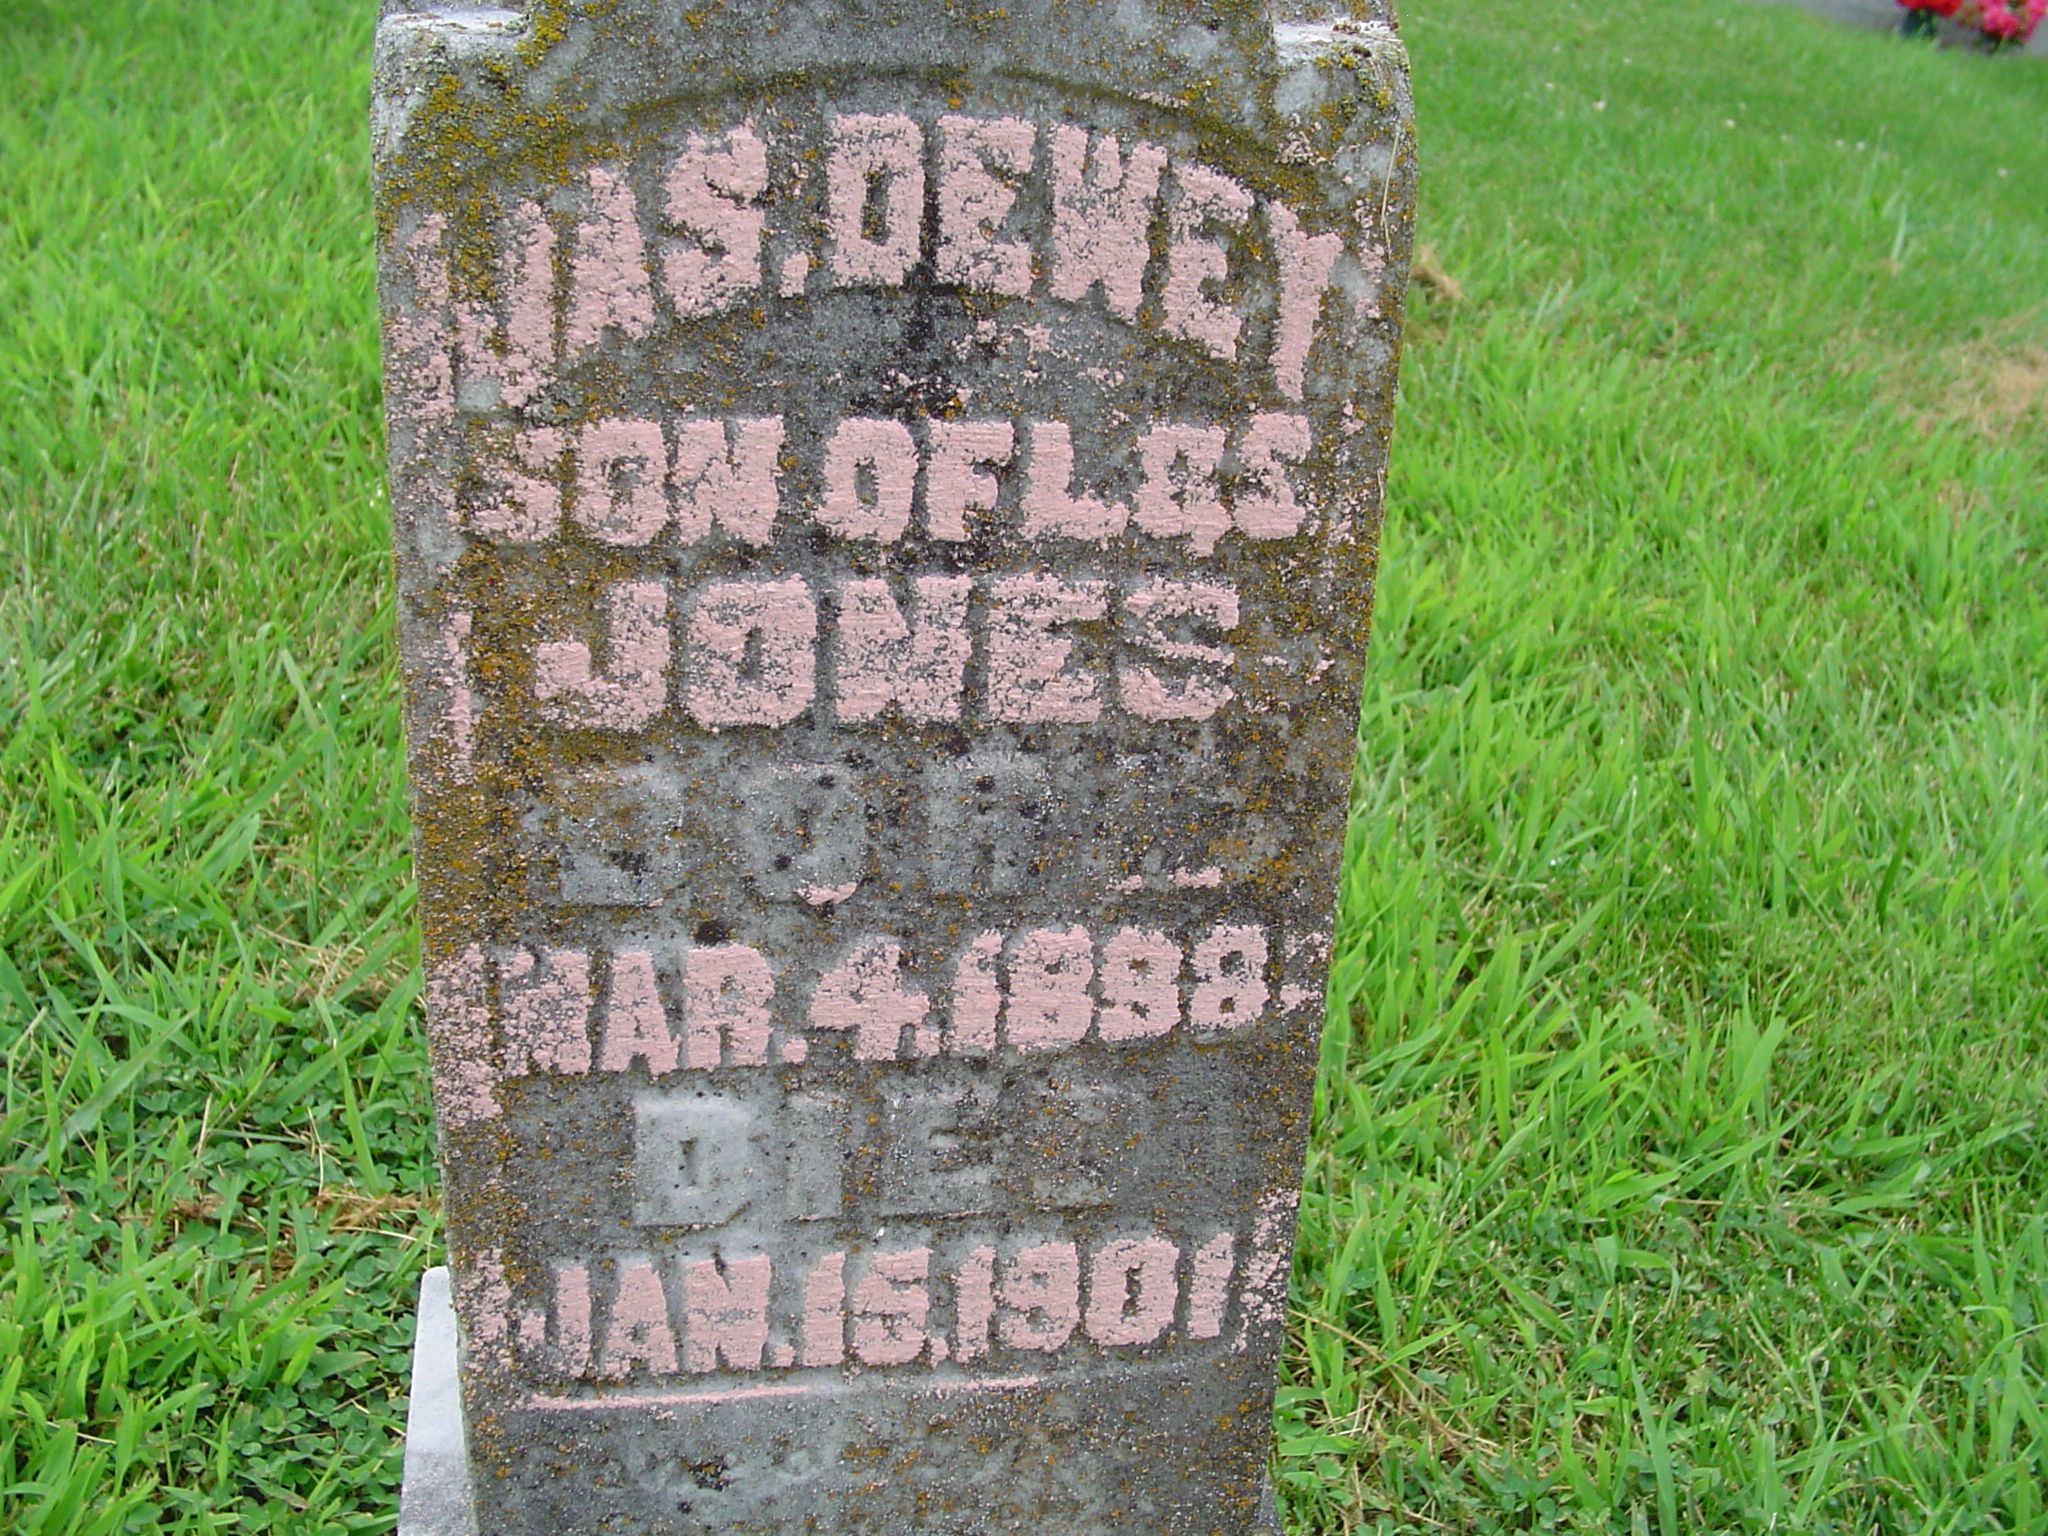 JAS. DEWEY
SON OF L & S
JONES
BORN
MAR. 4. 1898.
DIED
JAN. 15, 1901